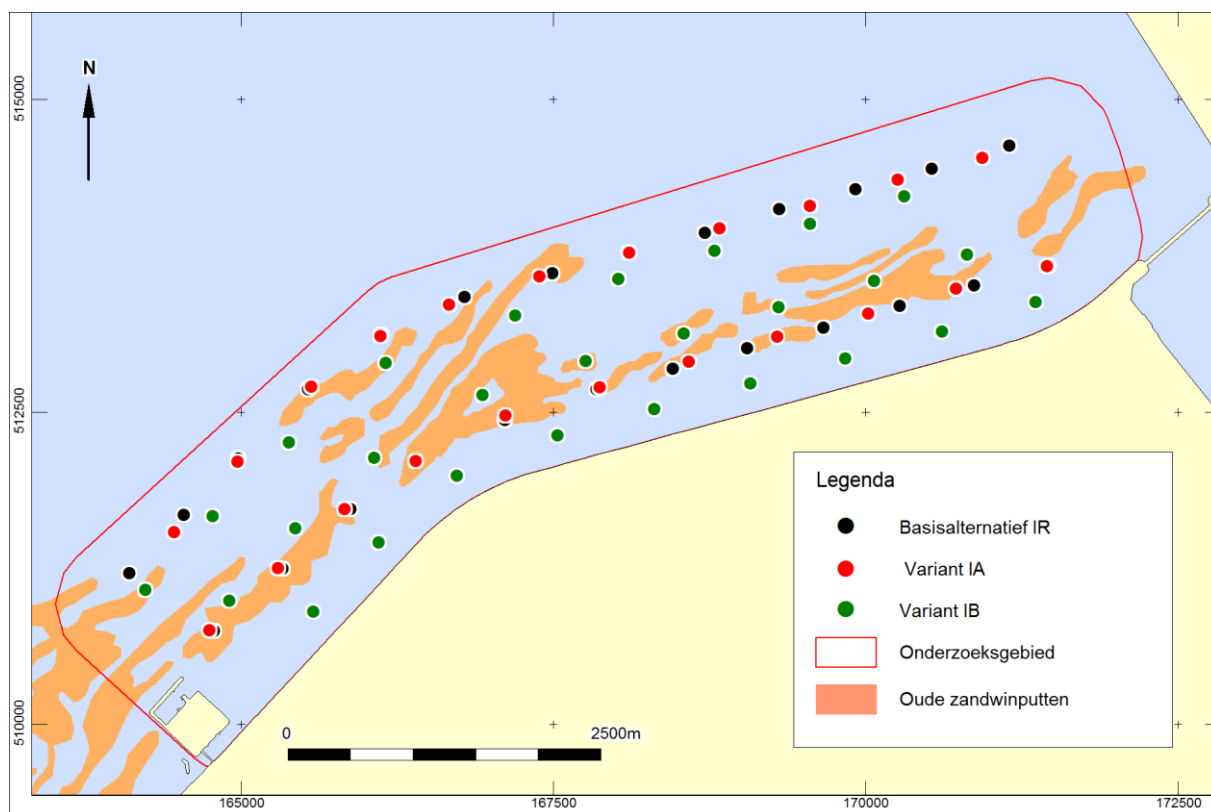 N
515000
512500
510000
0
2500m
165000
167500
170000
172500
Legenda
Basisalternatief IR
Variant IA
Variant IB
Onderzoeksgebied
Oude zandwinputten